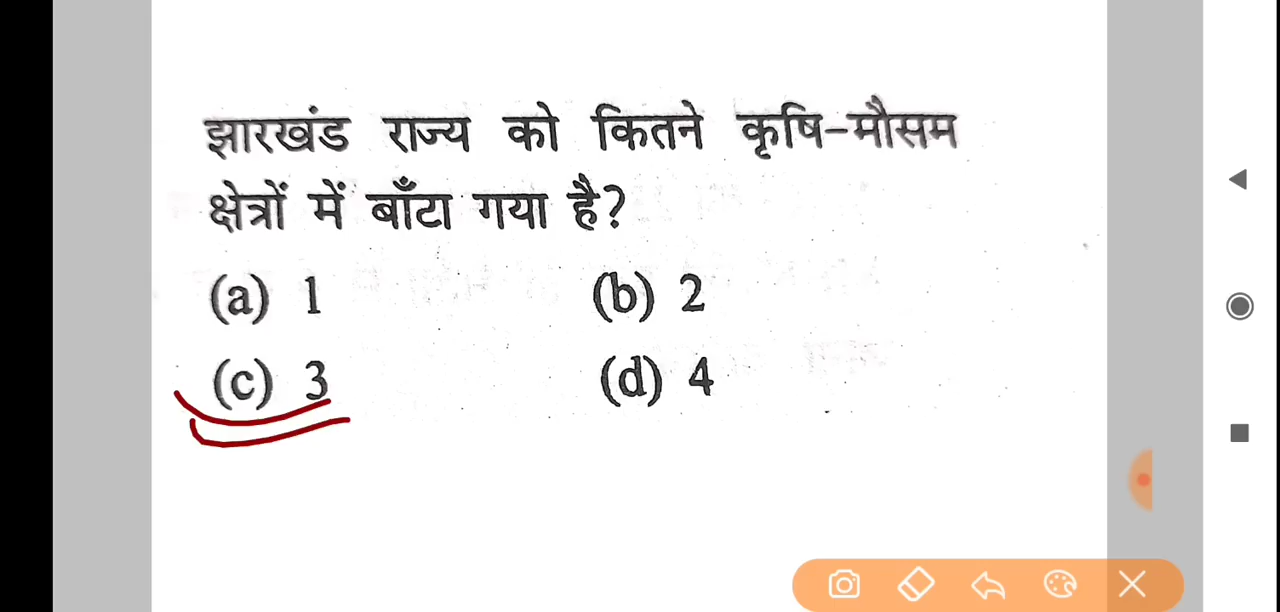 झारखंड राज्य को कितने कृषि-मौसम
क्षेत्रों में बाँटा गया है?
(a) 1 (b) 2
(c) 3 (d) 4